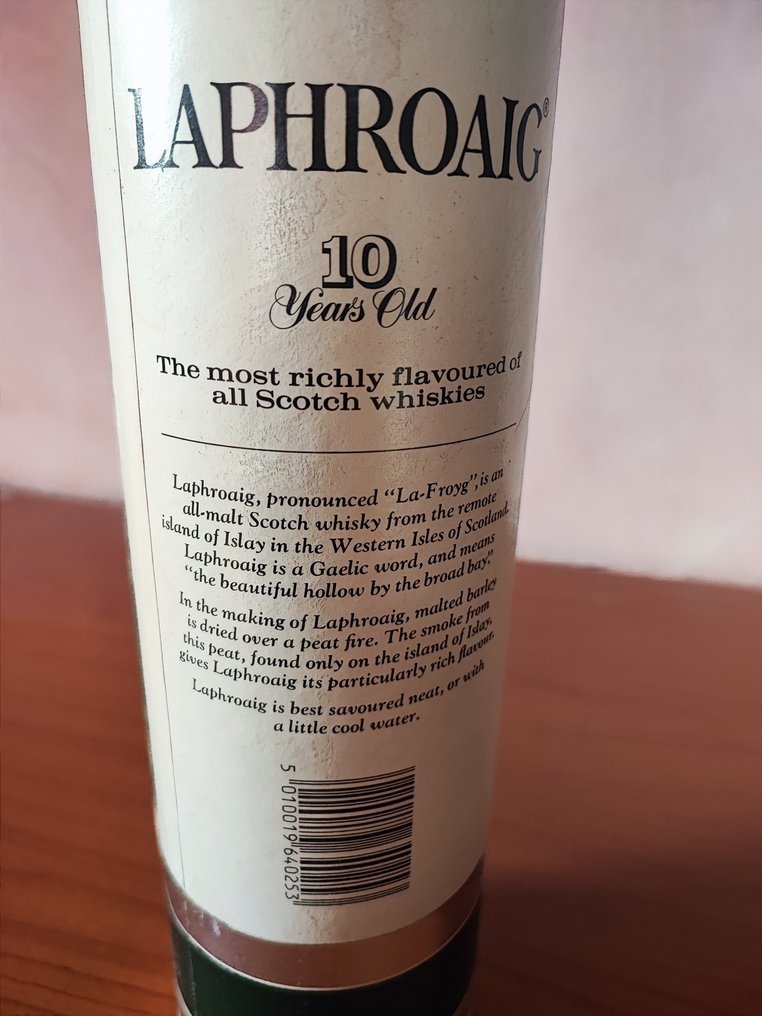 LAPHROAIG®
10
Years Old
The most richly flavoured of
all Scotch whiskies
Laphroaig, pronounced “La-Froyg”, is an
all-malt Scotch whisky from the remote
island of Islay in the Western Isles of Scotland.
Laphroaig is a Gaelic word, and means
“the beautiful hollow by the broad bay.”
In the making of Laphroaig, malted barley
is dried over a peat fire. The smoke from
this peat, found only on the island of Islay,
gives Laphroaig its particularly rich flavour.
Laphroaig is best savoured neat, or with
a little cool water.
5 010019 640253